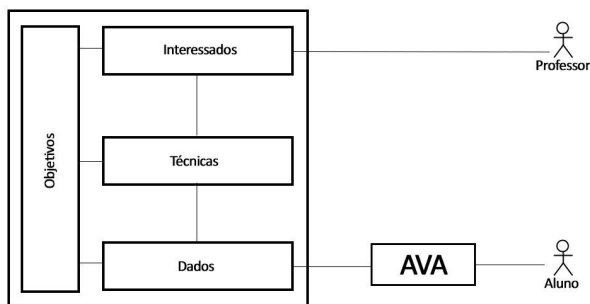 Interessados
Professor
Objetivos
Técnicas
Dados
AVA
Aluno